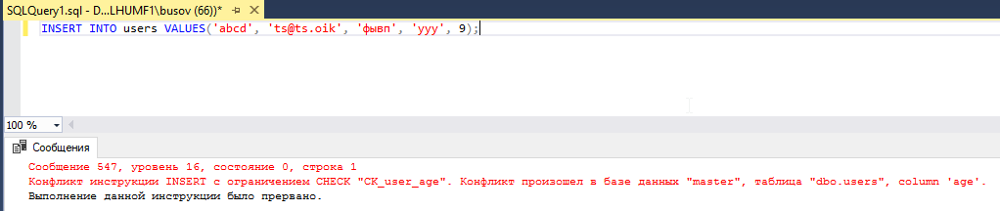 SQLQuery1.sql - D...LHUMF1\busov (66))*
INSERT INTO users VALUES('abcd', 'ts@ts.oik', 'фывп', 'yyy', 9);
100 %
Сообщения
Сообщение 547, уровень 16, состояние 0, строка 1
Конфликт инструкции INSERT с ограничением CHECK "CK_user_age". Конфликт произошел в базе данных "master", таблица "dbo.users", column 'age'.
Выполнение данной инструкции было прервано.